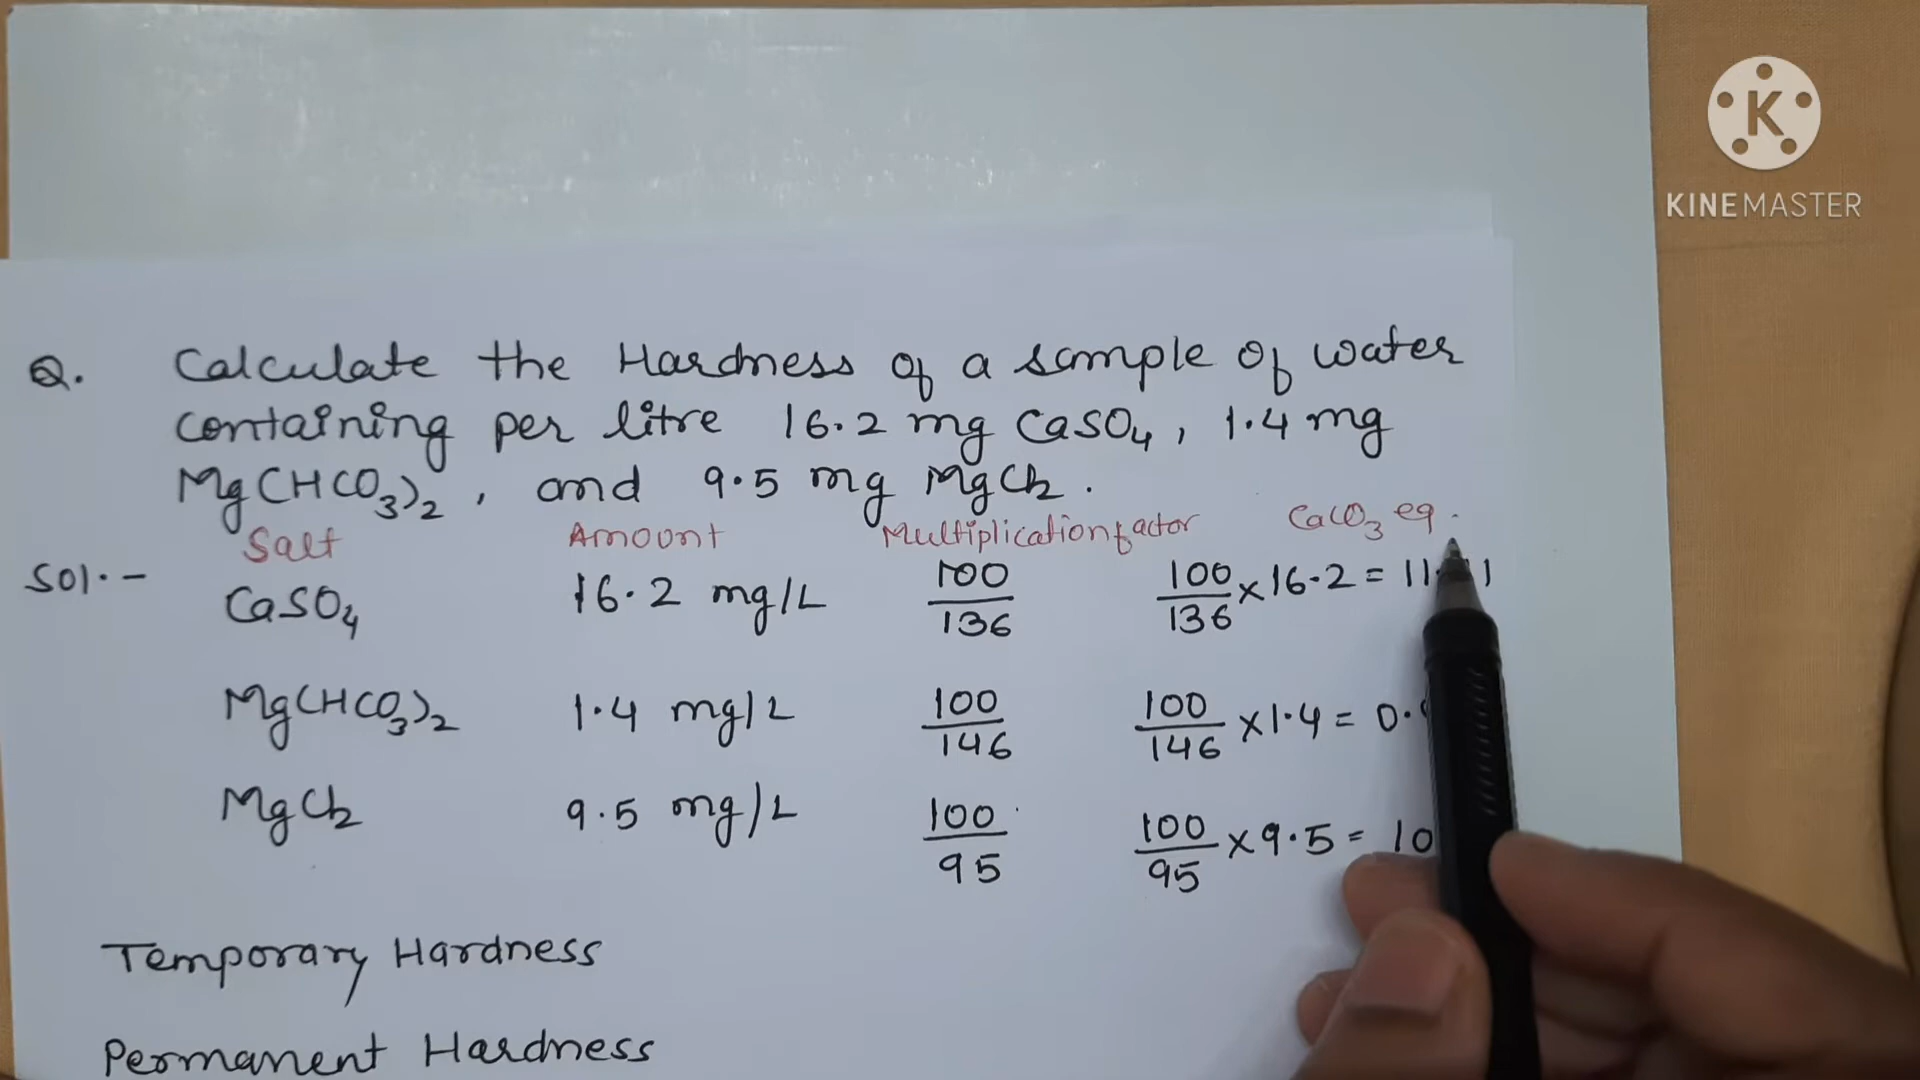 KINEMASTER
Q. Calculate the Hardness of a sample of water
containing per litre 16.2 mg CaSO4, 1.4 mg
Mg(HCO3)2, and 9.5 mg MgCl2.
Salt Amount Multiplication factor CaCO3 eq.
Sol.- CaSO4 16.2 mg/L 100/136 100/136 × 16.2 =
Mg(HCO3)2 1.4 mg/L 100/146 100/146 × 1.4 =
MgCl2 9.5 mg/L 100/95 100/95 × 9.5 = 10
Temporary Hardness
Permanent Hardness